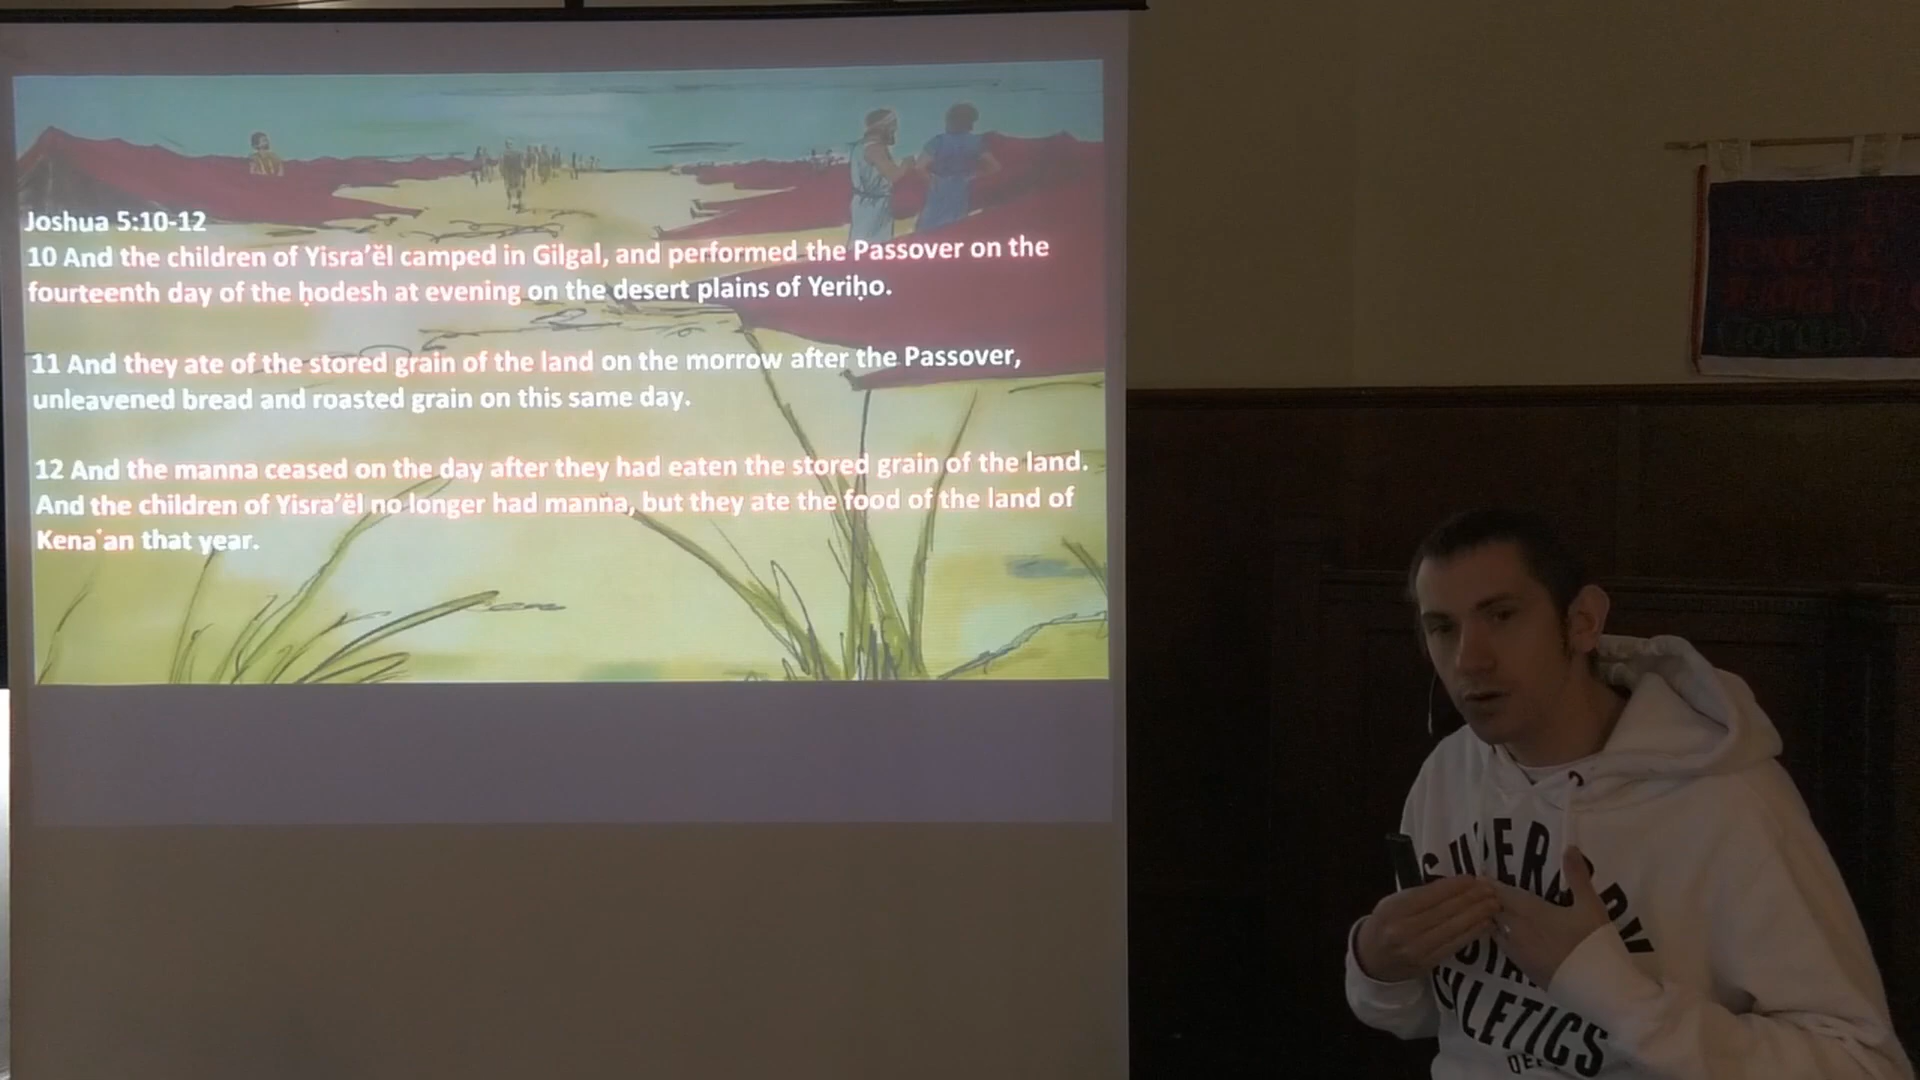 Joshua 5:10-12
10 And the children of Yisra’ĕl camped in Gilgal, and performed the Passover on the
fourteenth day of the ḥodesh at evening on the desert plains of Yeriḥo.
11 And they ate of the stored grain of the land on the morrow after the Passover,
unleavened bread and roasted grain on this same day.
12 And the manna ceased on the day after they had eaten the stored grain of the land.
And the children of Yisra’ĕl no longer had manna, but they ate the food of the land of
Kena‛an that year.